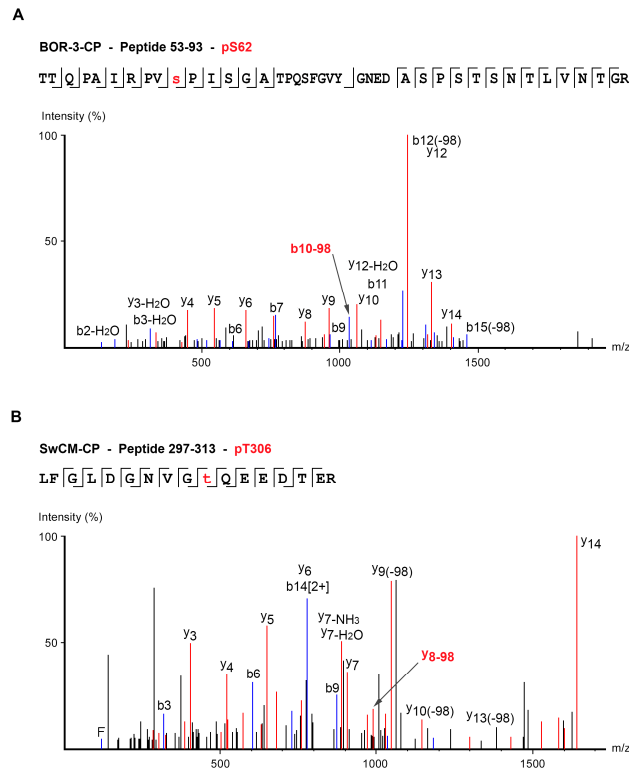 A
BOR-3-CP - Peptide 53-93 - pS62
TTQPAIRPVsPISGATPQSFGVYGNEDASPSTSNTLVNTGR
Intensity (%)
100
b12(-98)
y12
50
b10-98
y12-H2O
b11
y13
y3-H2O
b3-H2O
b2-H2O
y4
y5
b6
y6
b7
y8
y9
b9
y10
y14
b15(-98)
500
1000
1500
m/z
B
SwCM-CP - Peptide 297-313 - pT306
LFGLDGNVGtQEEDTER
Intensity (%)
100
y14
y6
b14[2+]
y9(-98)
y7-NH3
y7-H2O
y5
50
y3
y4
b6
y7
y8-98
b9
b3
y10(-98)
y13(-98)
F
500
1000
1500
m/z